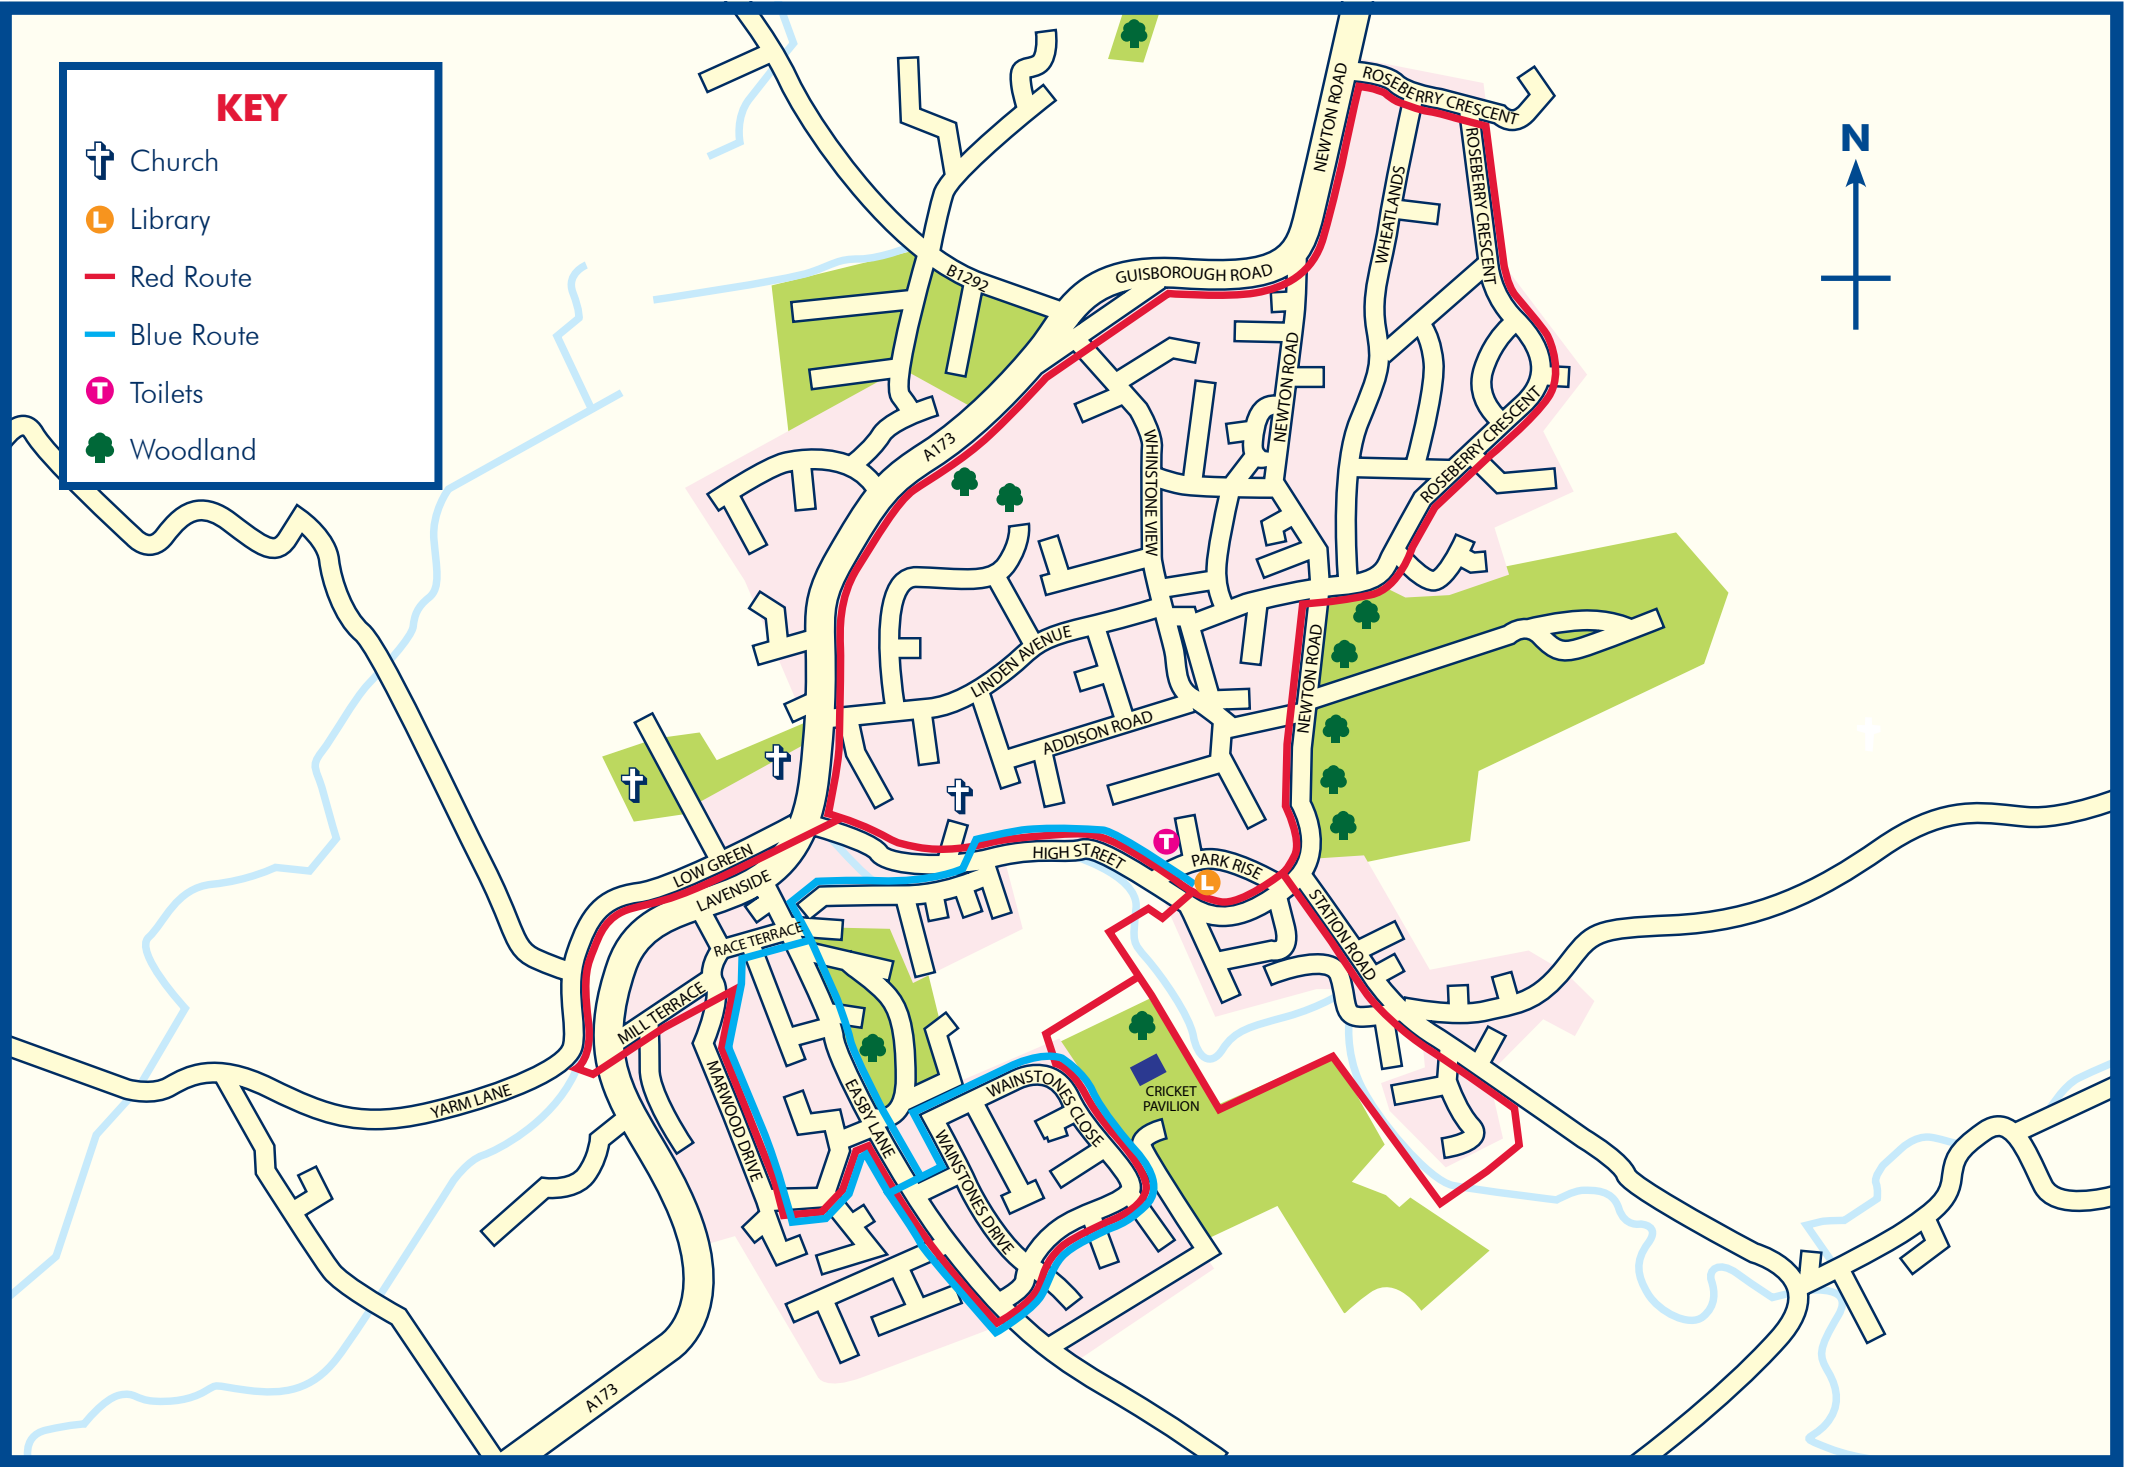 KEY
Church
L Library
Red Route
Blue Route
T Toilets
Woodland
N
ROSEBERRY CRESCENT
NEWTON ROAD
ROSEBERRY CRESCENT
WHEATLANDS
GUISBOROUGH ROAD
B1292
NEWTON ROAD
A173
ROSEBERRY CRESCENT
WHINSTONE VIEW
LINDEN AVENUE
NEWTON ROAD
ADDISON ROAD
T
HIGH STREET
PARK RISE
L
LOW GREEN
LAVENSIDE
STATION ROAD
RACE TERRACE
MILL TERRACE
YARM LANE
MARWOOD DRIVE
EASBY LANE
WAINSTONES CLOSE
CRICKET
PAVILION
WAINSTONES DRIVE
A173